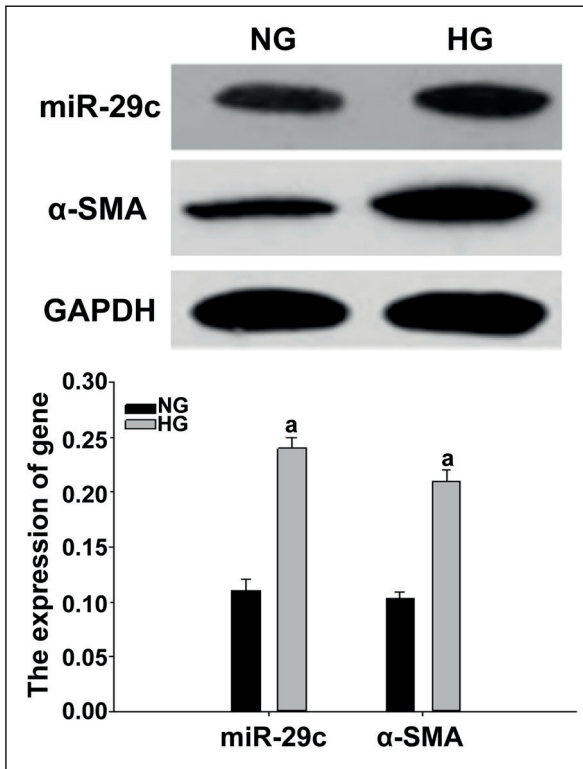 NG HG
miR-29c
α-SMA
GAPDH
The expression of gene
0.30
0.25
0.20
0.15
0.10
0.05
0.00
NG
HG
a
a
miR-29c α-SMA